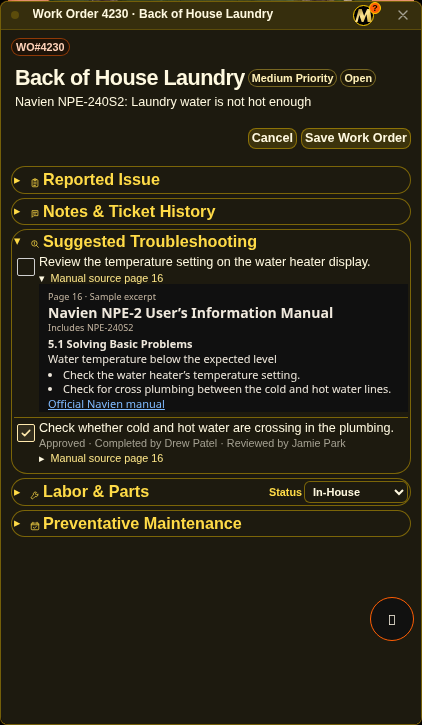 Work Order 4230 · Back of House Laundry
M ?
WO#4230
Back of House Laundry Medium Priority Open
Navien NPE-240S2: Laundry water is not hot enough
Cancel Save Work Order
Reported Issue
Notes & Ticket History
Suggested Troubleshooting
Review the temperature setting on the water heater display.
Manual source page 16
Page 16 · Sample excerpt
Navien NPE-2 User’s Information Manual
Includes NPE-240S2
5.1 Solving Basic Problems
Water temperature below the expected level
• Check the water heater’s temperature setting.
• Check for cross plumbing between the cold and hot water lines.
Official Navien manual
Check whether cold and hot water are crossing in the plumbing.
Approved · Completed by Drew Patel · Reviewed by Jamie Park
Manual source page 16
Labor & Parts Status In-House
Preventative Maintenance